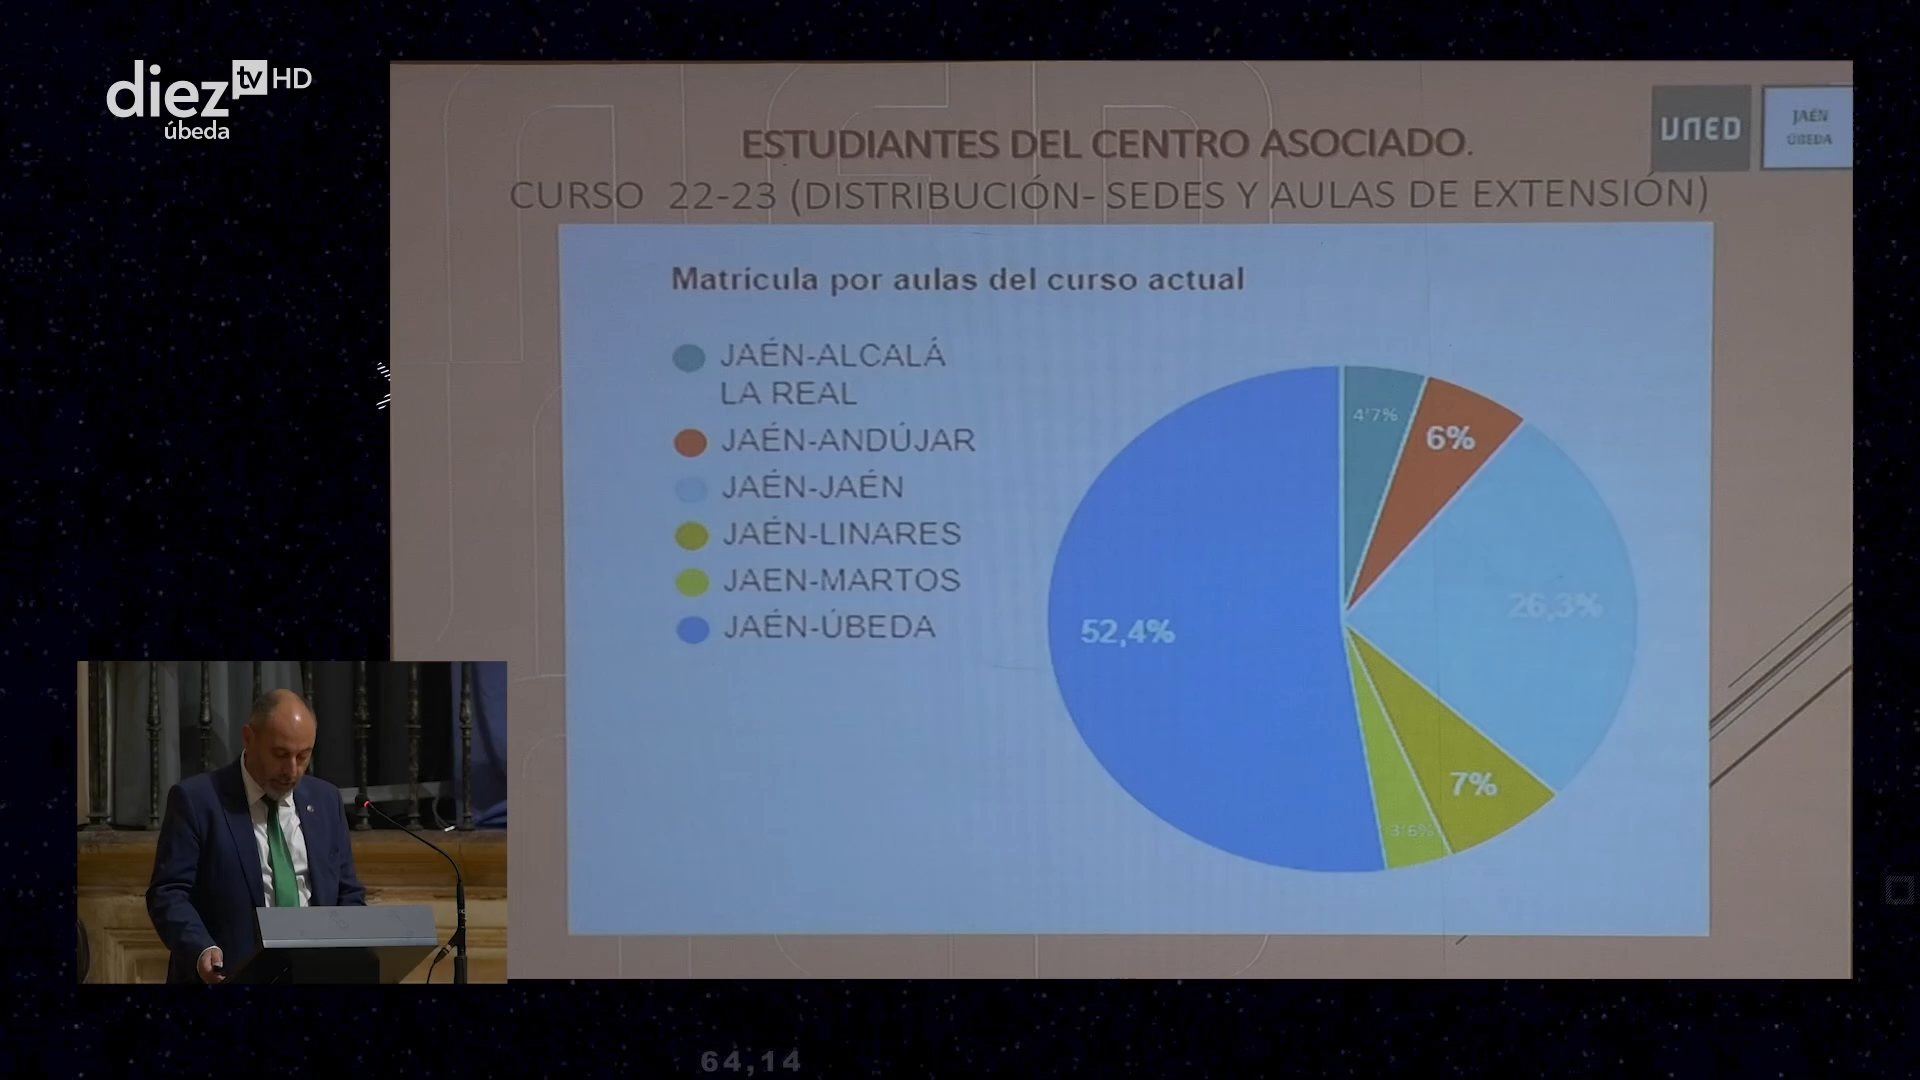 diez tv HD
úbeda
UNED
JAÉN
ÚBEDA
ESTUDIANTES DEL CENTRO ASOCIADO.
CURSO 22-23 (DISTRIBUCIÓN- SEDES Y AULAS DE EXTENSIÓN)
Matrícula por aulas del curso actual
JAÉN-ALCALÁ
LA REAL
JAÉN-ANDÚJAR
JAÉN-JAÉN
JAÉN-LINARES
JAEN-MARTOS
JAÉN-ÚBEDA
4'7%
6%
26,3%
52,4%
7%
3'6%
64,14